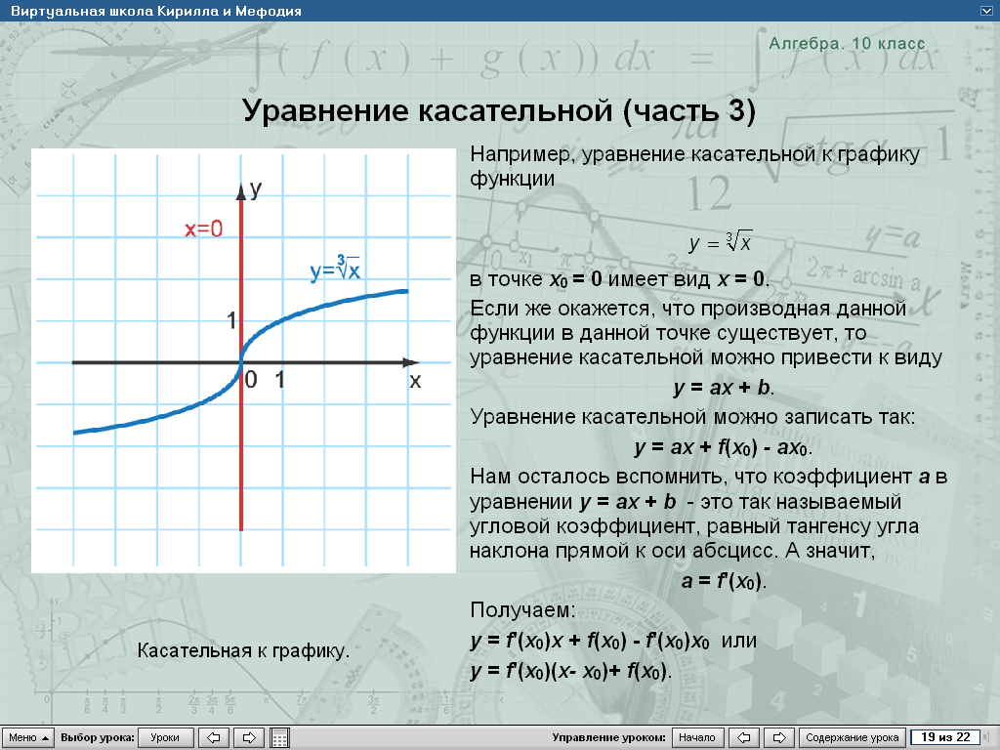 Виртуальная школа Кирилла и Мефодия
Алгебра. 10 класс
∫( f ( x ) + g ( x )) dx = ∫ f ( x ) dx
Уравнение касательной (часть 3)
y
x=0
y=∛x
1
0 1
x
Касательная к графику.
Например, уравнение касательной к графику
функции
y = ∛x
в точке x₀ = 0 имеет вид x = 0.
Если же окажется, что производная данной
функции в данной точке существует, то
уравнение касательной можно привести к виду
y = ax + b.
Уравнение касательной можно записать так:
y = ax + f(x₀) - ax₀.
Нам осталось вспомнить, что коэффициент a в
уравнении y = ax + b - это так называемый
угловой коэффициент, равный тангенсу угла
наклона прямой к оси абсцисс. А значит,
a = f'(x₀).
Получаем:
y = f'(x₀)x + f(x₀) - f'(x₀)x₀ или
y = f'(x₀)(x- x₀)+ f(x₀).
Меню Выбор урока: Уроки Управление уроком: Начало Содержание урока 19 из 22